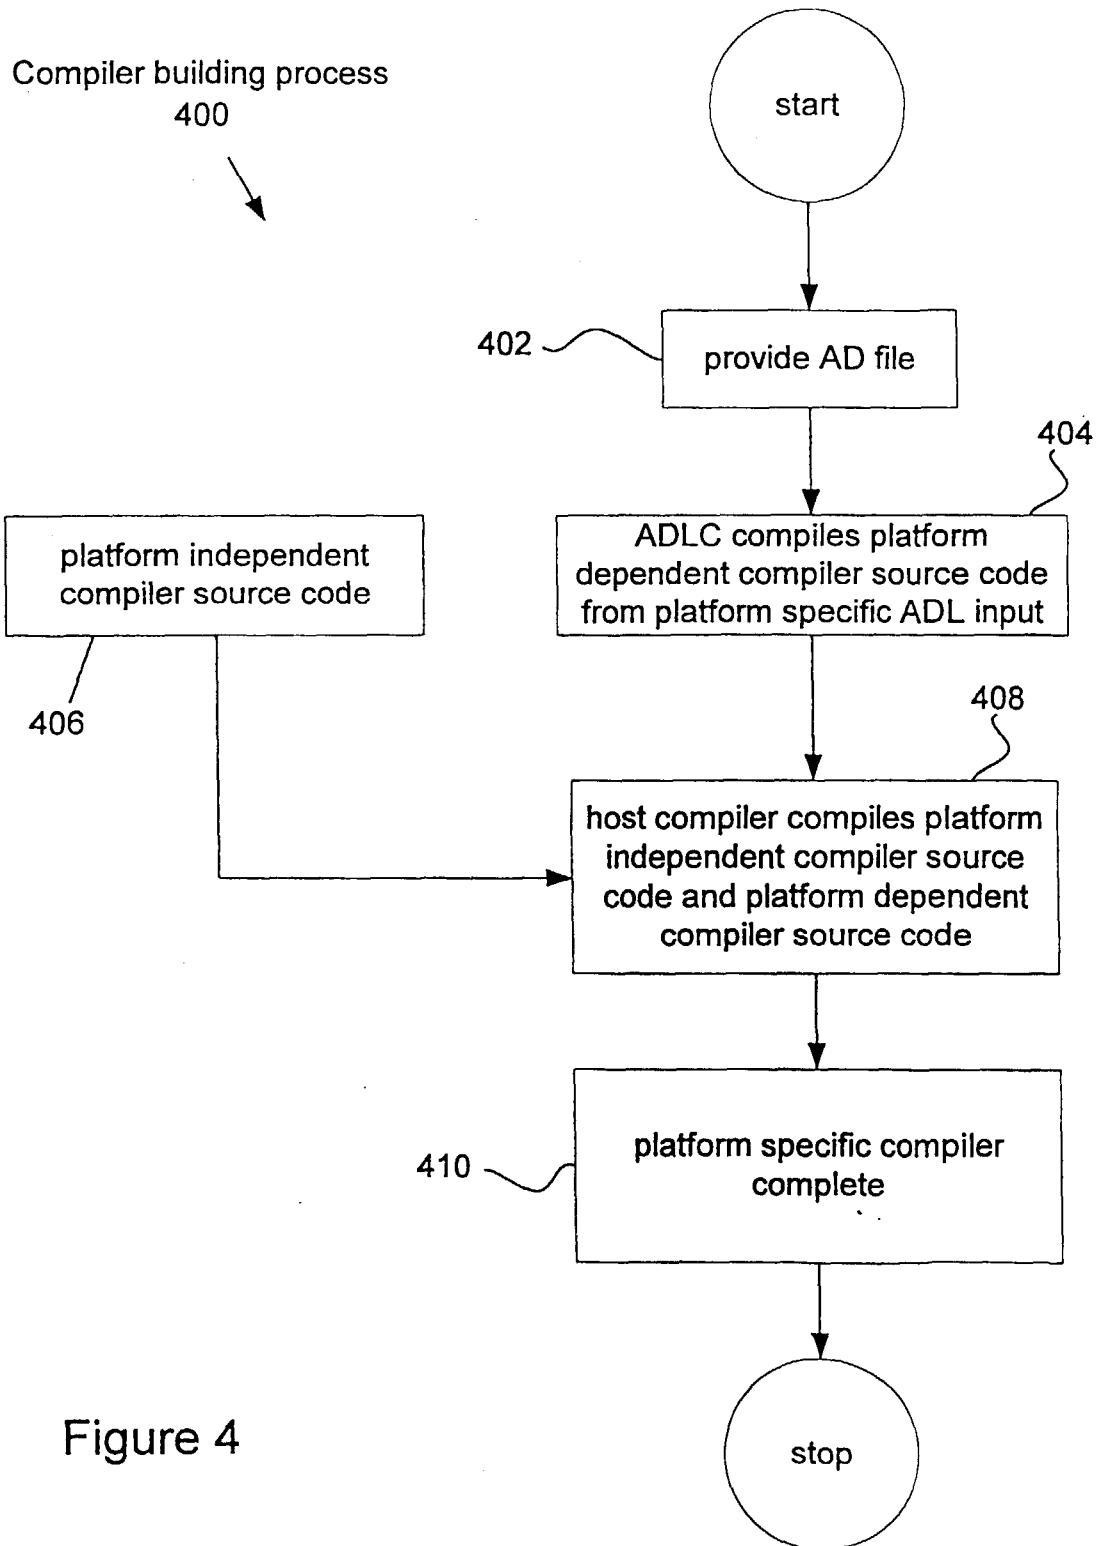 Compiler building process
400
start
402
provide AD file
404
ADLC compiles platform
dependent compiler source code
from platform specific ADL input
platform independent
compiler source code
406
408
host compiler compiles platform
independent compiler source
code and platform dependent
compiler source code
410
platform specific compiler
complete
stop
Figure 4